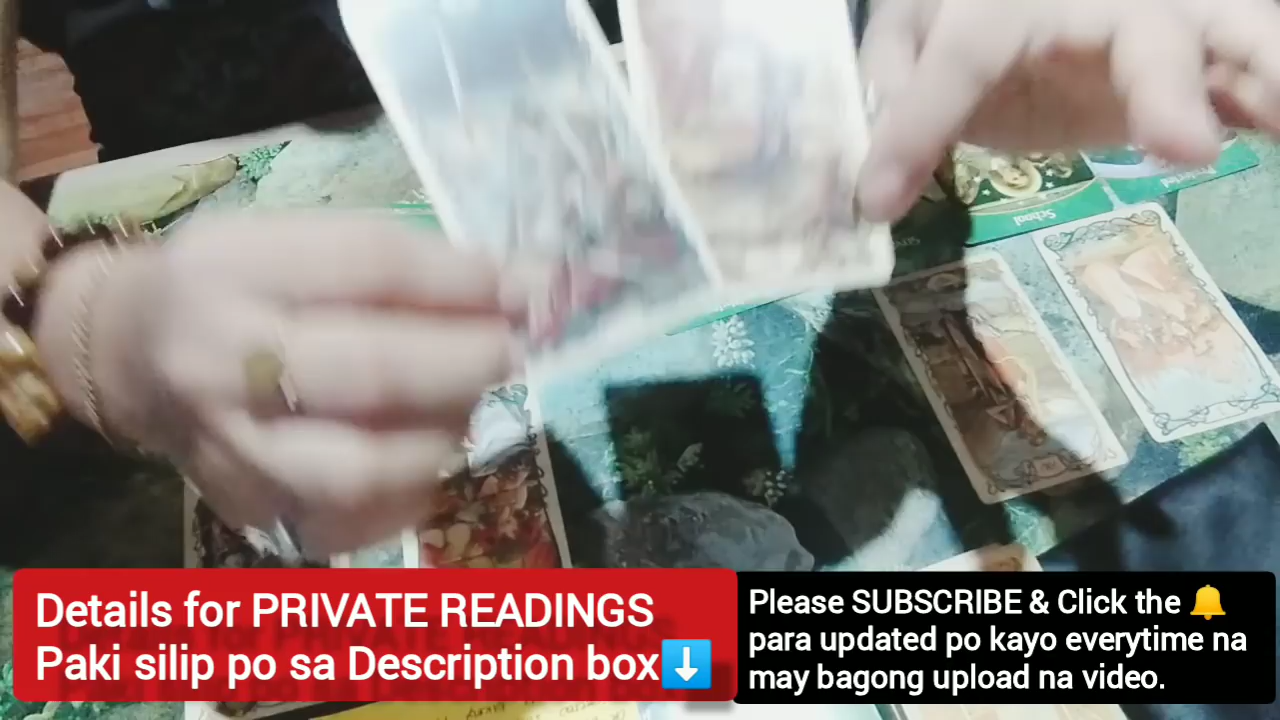 School
Details for PRIVATE READINGS
Paki silip po sa Description box⬇️
Please SUBSCRIBE & Click the 🔔
para updated po kayo everytime na
may bagong upload na video.